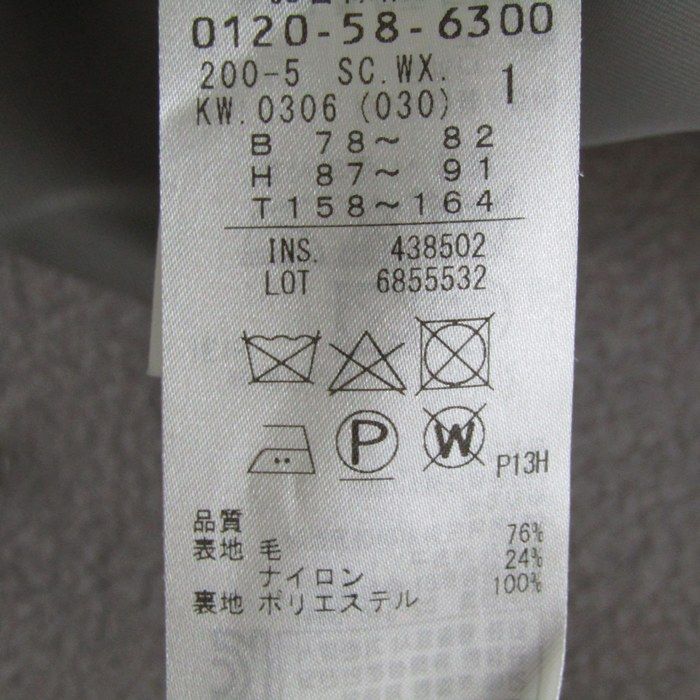 0120-58-6300
200-5 SC.WX. 1
KW.0306(030)
B 78〜 82
H 87〜 91
T158〜164
INS. 438502
LOT 6855532
P W P13H
品質
表地 毛 76%
ナイロン 24%
裏地 ポリエステル 100%